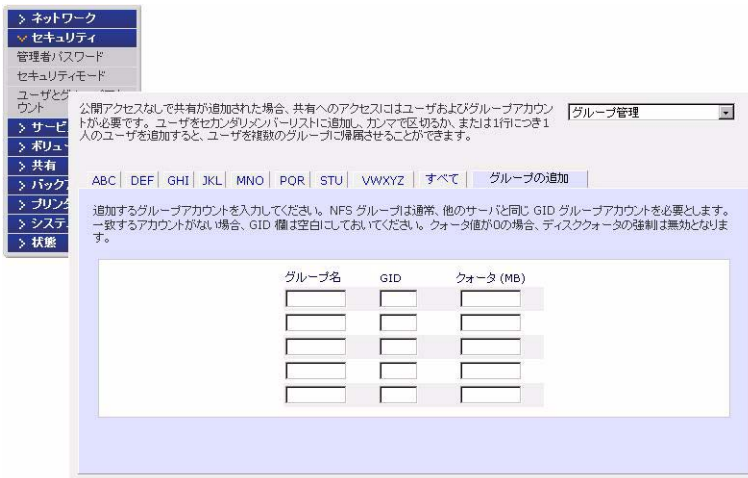 > ネットワーク
セキュリティ
管理者パスワード
セキュリティモード
ユーザと
ウント
> サービ
> ボリュー
> 共有
> バック
> プリン
> システ
> 状態
公開アクセスなしで共有が追加された場合、共有へのアクセスにはユーザおよびグループアカウン
トが必要です。ユーザをセカンダリメンバーリストに追加し、カンマで区切るか、または1行につき1
人のユーザを追加すると、ユーザを複数のグループに帰属させることができます。
グループ管理
ABC | DEF | GHI | JKL | MNO | PQR | STU | VWXYZ | すべて | グループの追加
追加するグループアカウントを入力してください。NFS グループは通常、他のサーバと同じ GID グループアカウントを必要とします。
一致するアカウントがない場合、GID 欄は空白にしておいてください。クォータ値が0の場合、ディスククォータの強制は無効となりま
す。
グループ名 GID クォータ (MB)